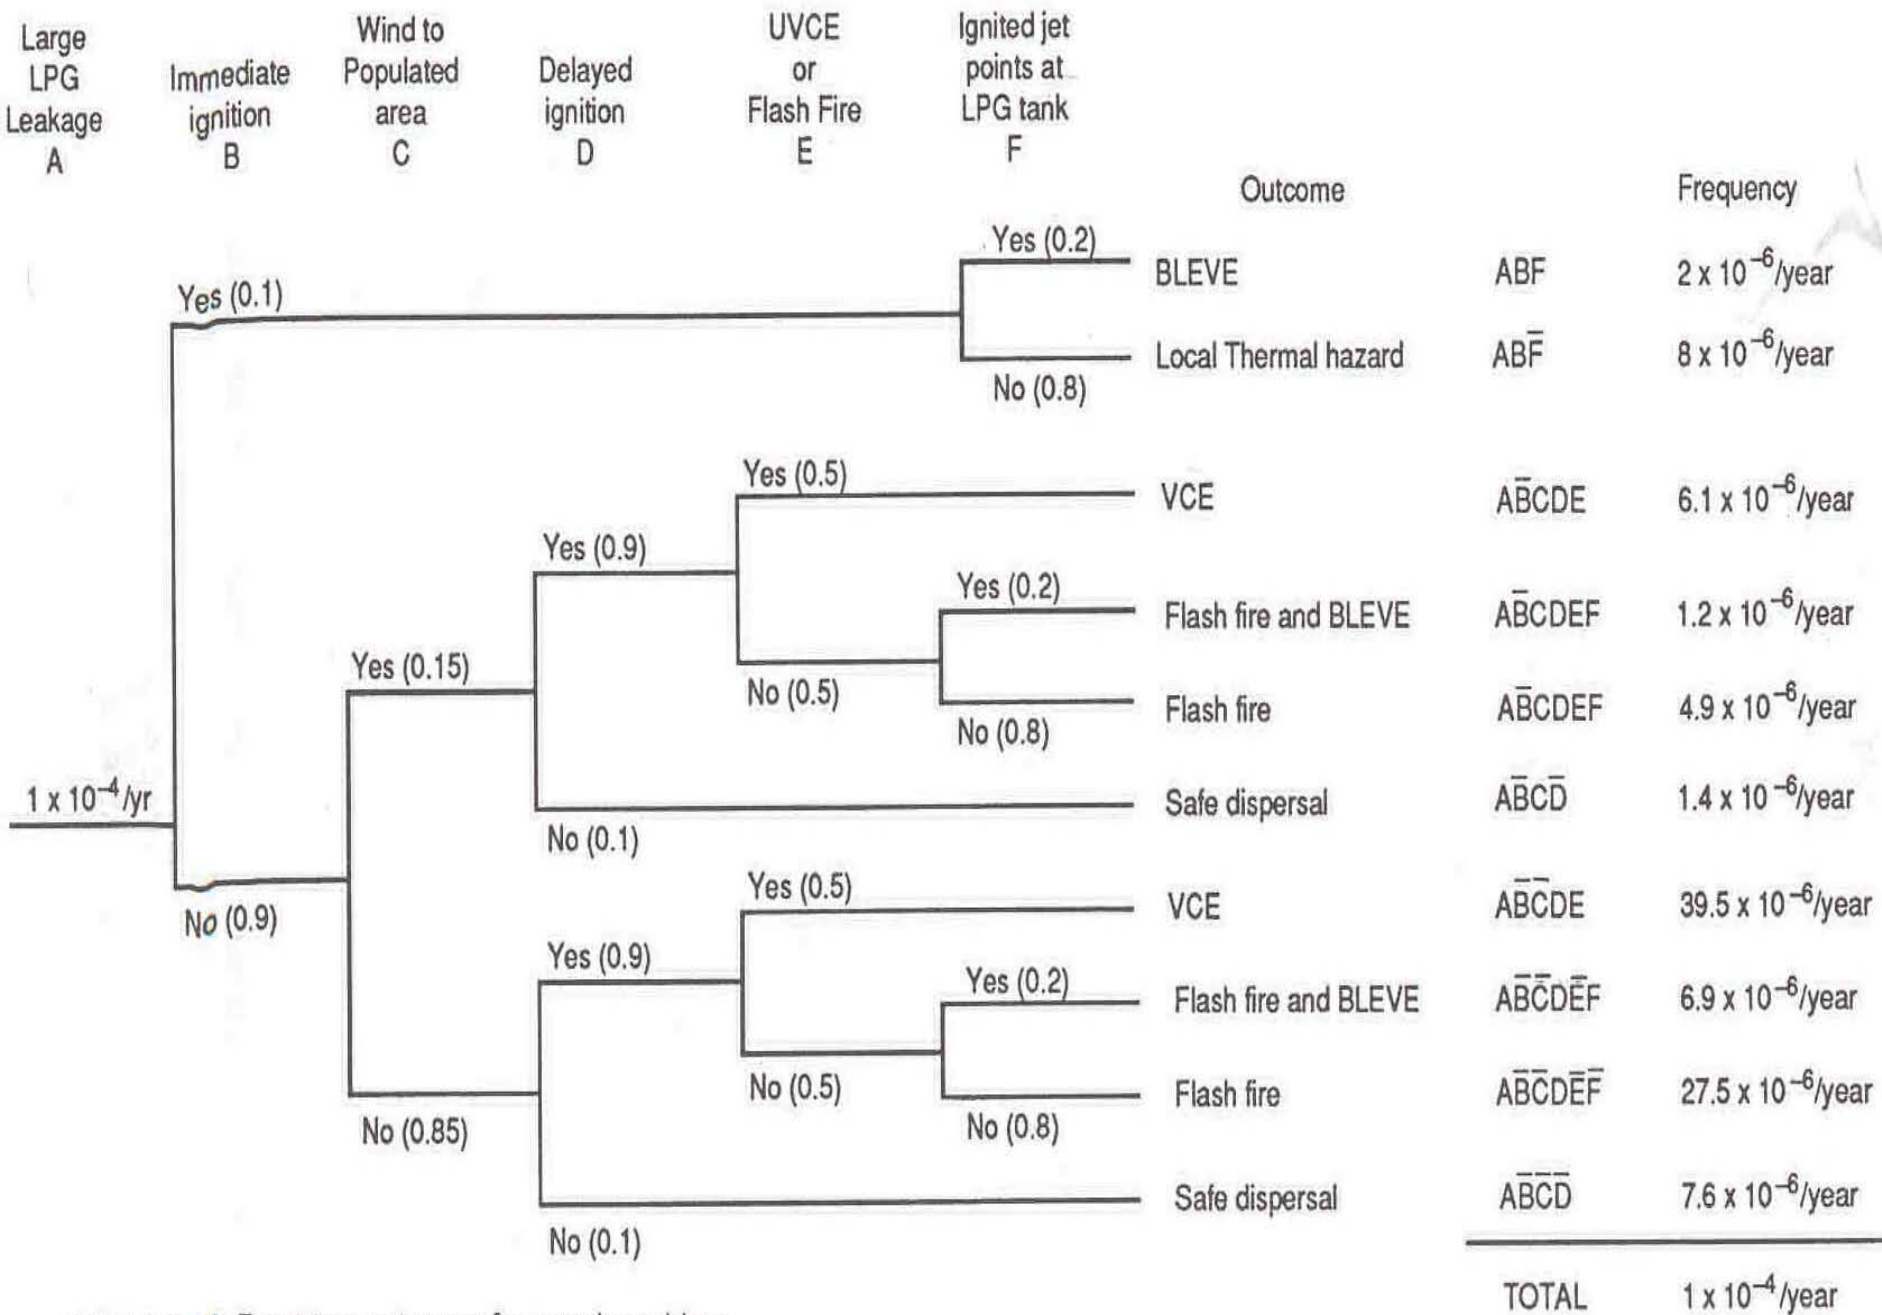 Large
LPG
Leakage
A
Immediate
ignition
B
Wind to
Populated
area
C
Delayed
ignition
D
UVCE
or
Flash Fire
E
Ignited jet
points at
LPG tank
F
Outcome
Frequency
Yes (0.2)
BLEVE ABF 2 x 10⁻⁶/year
Yes (0.1)
Local Thermal hazard ABF̅ 8 x 10⁻⁶/year
No (0.8)
Yes (0.5)
VCE AB̅CDE 6.1 x 10⁻⁶/year
Yes (0.9)
Yes (0.2)
Flash fire and BLEVE AB̅CDEF 1.2 x 10⁻⁶/year
Yes (0.15)
No (0.5)
Flash fire AB̅CDEF 4.9 x 10⁻⁶/year
No (0.8)
1 x 10⁻⁴/yr
Safe dispersal AB̅CD̅ 1.4 x 10⁻⁶/year
No (0.1)
Yes (0.5)
VCE AB̅C̅DE 39.5 x 10⁻⁶/year
No (0.9)
Yes (0.9)
Yes (0.2)
Flash fire and BLEVE AB̅C̅DE̅F 6.9 x 10⁻⁶/year
No (0.5)
Flash fire AB̅C̅DE̅F̅ 27.5 x 10⁻⁶/year
No (0.85)
No (0.8)
Safe dispersal AB̅C̅D̅ 7.6 x 10⁻⁶/year
No (0.1)
TOTAL 1 x 10⁻⁴/year